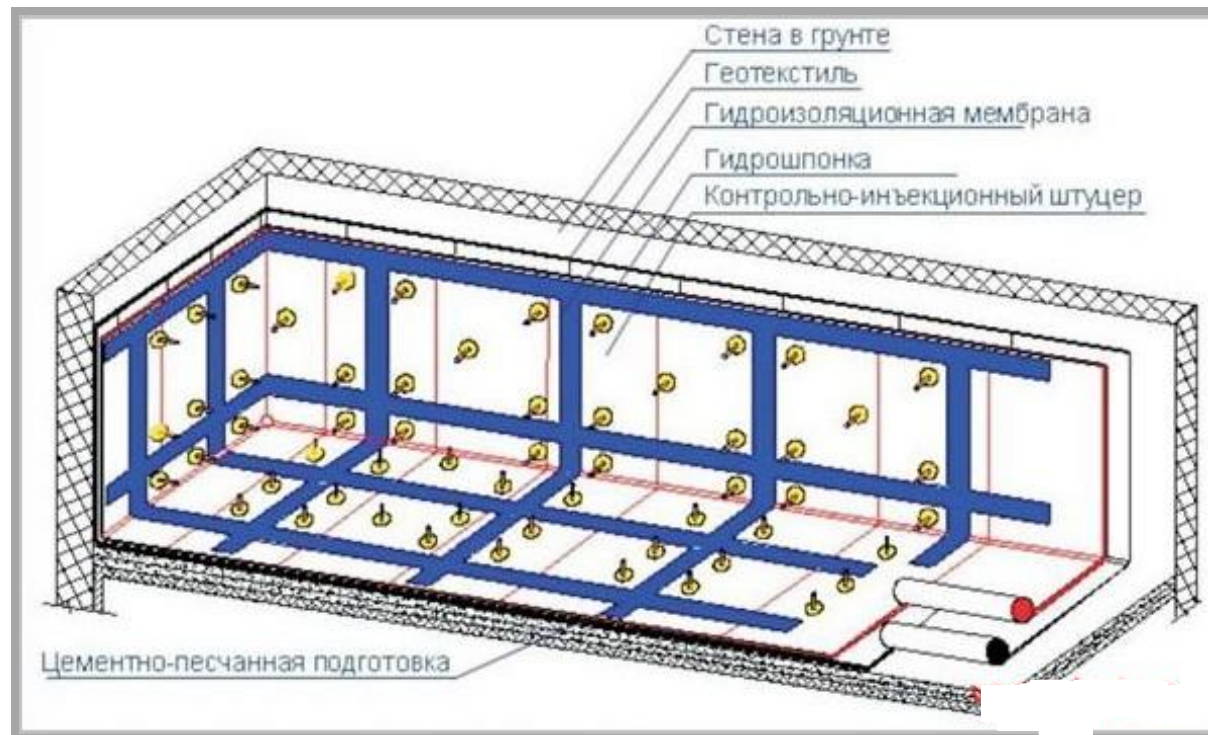 Стена в грунте
Геотекстиль
Гидроизоляционная мембрана
Гидрошпонка
Контрольно-инъекционный штуцер
Цементно-песчанная подготовка